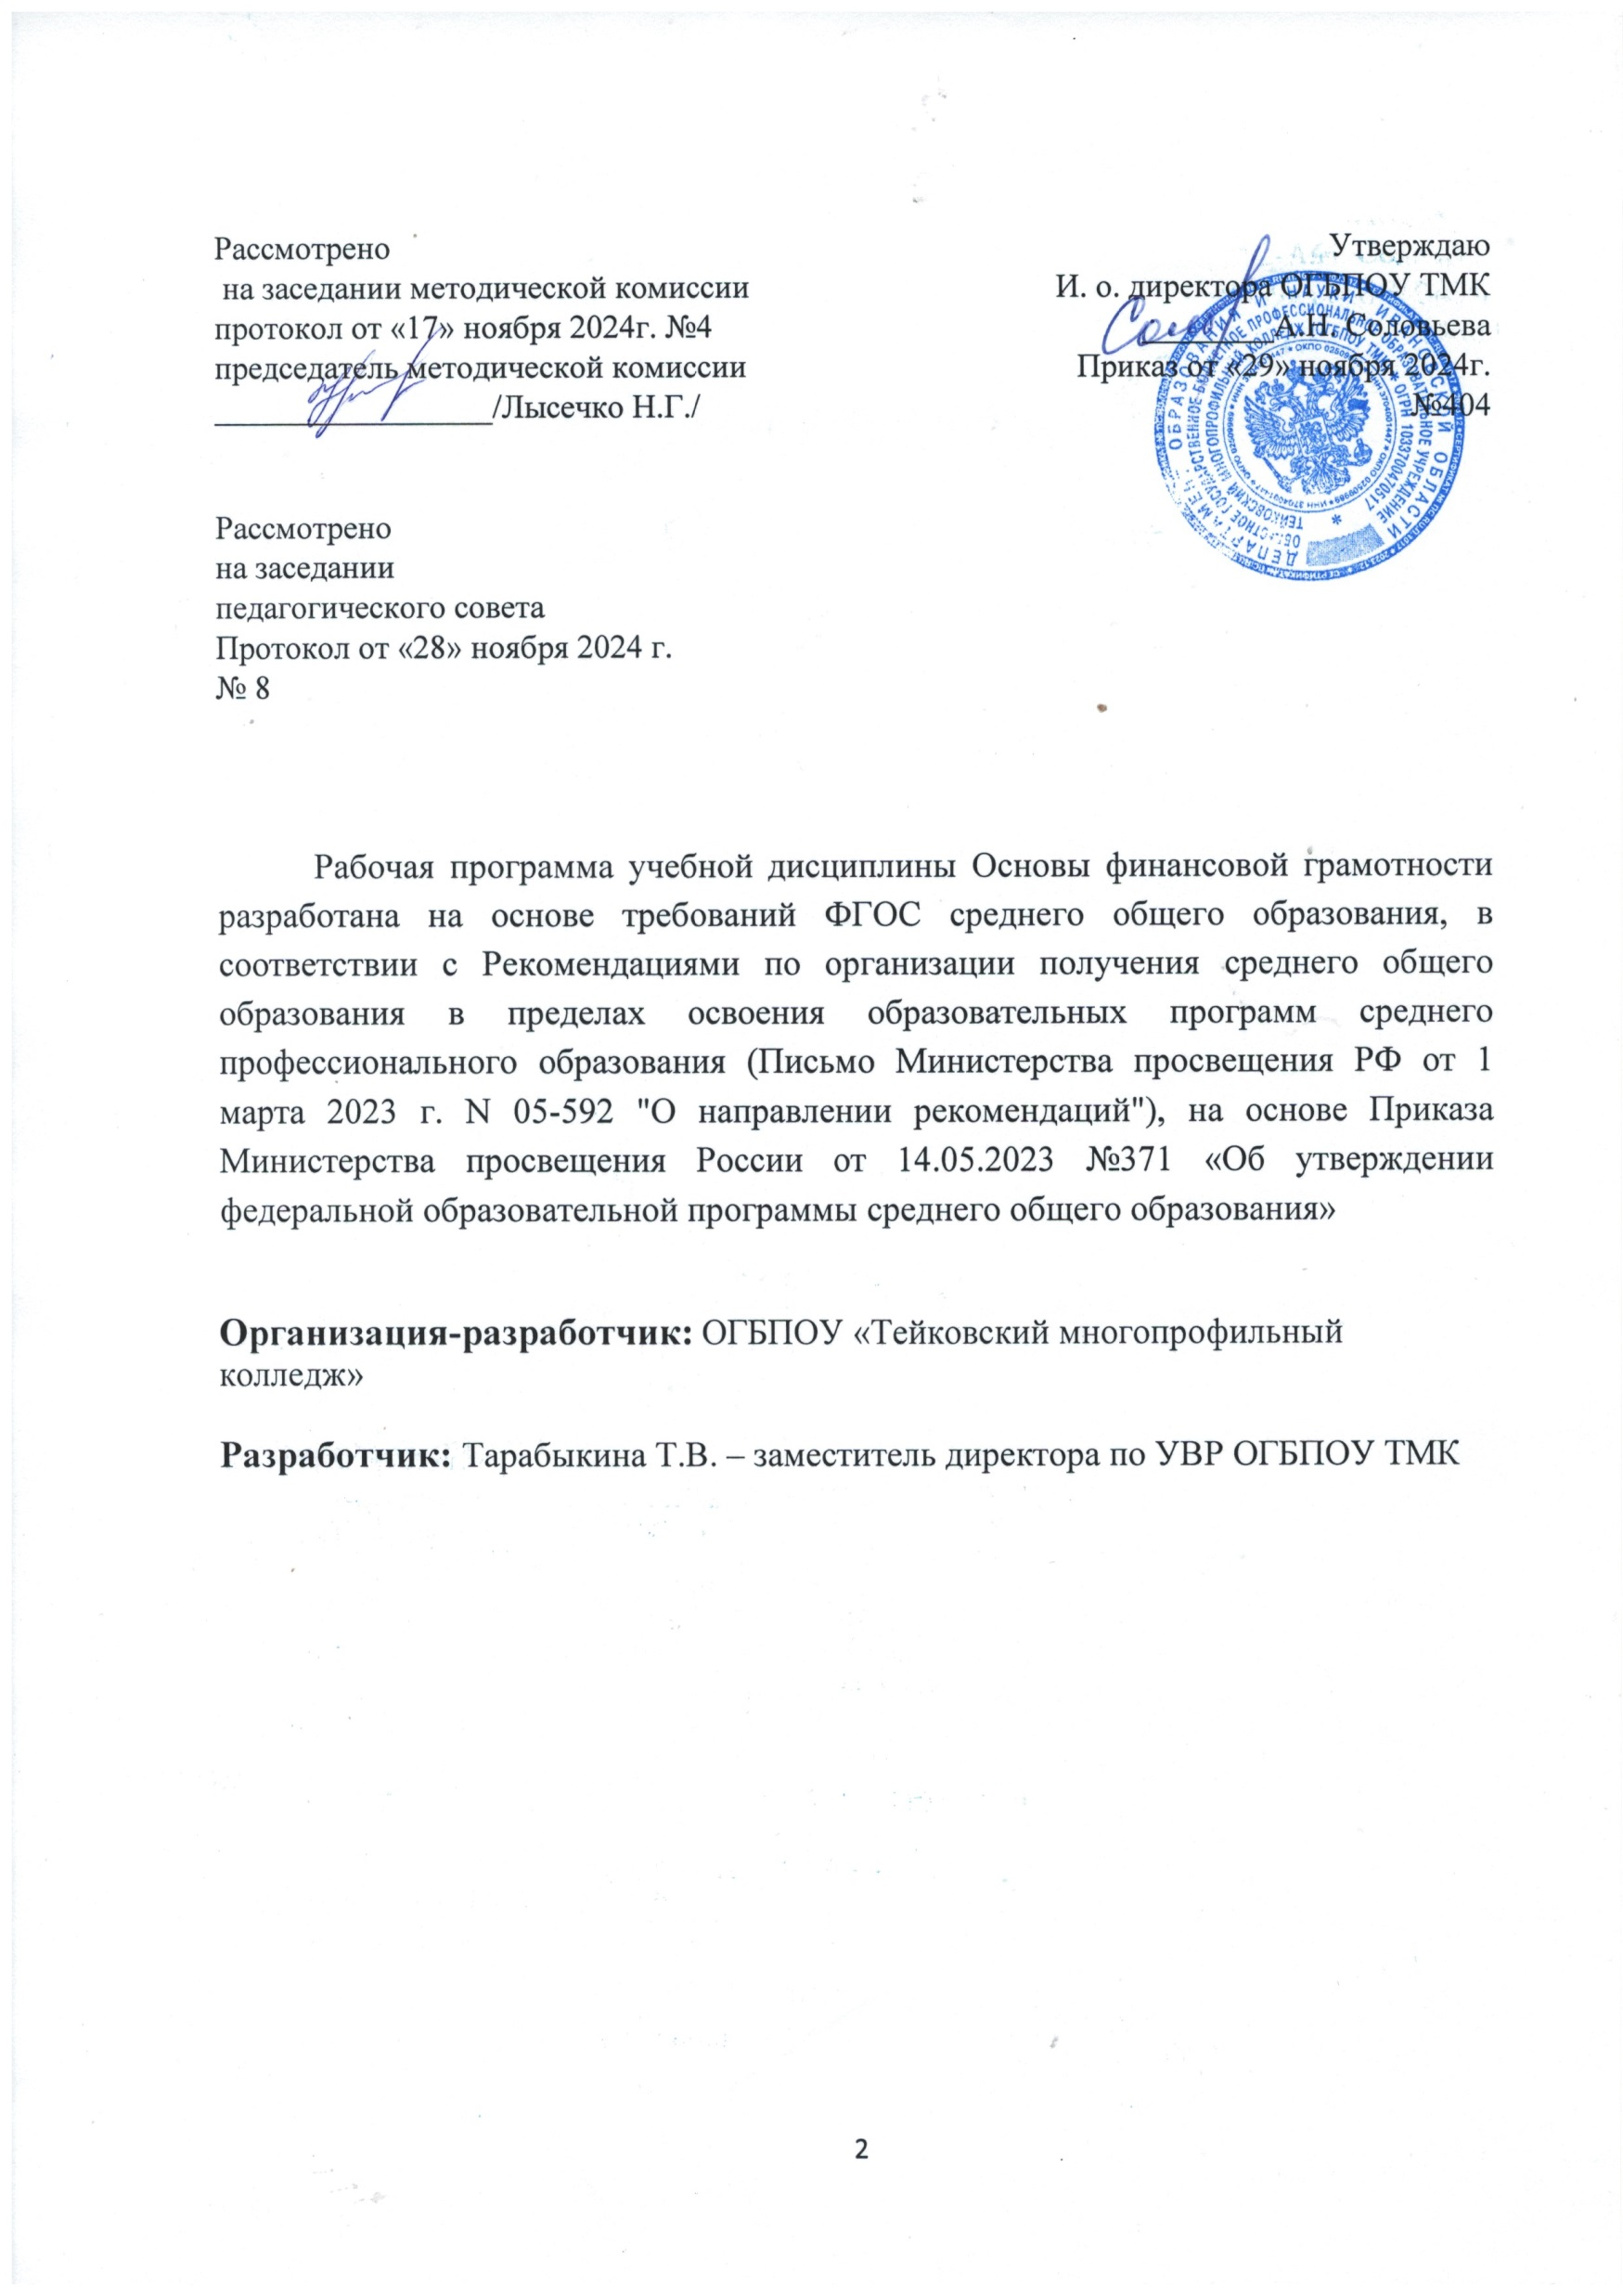 Рассмотрено
на заседании методической комиссии
протокол от «17» ноября 2024г. №4
председатель методической комиссии
/Лысечко Н.Г./
Утверждаю
И. о. директора ОГБПОУ ТМК
А.Н. Соловьева
Приказ от «29» ноября 2024г.
№404
Рассмотрено
на заседании
педагогического совета
Протокол от «28» ноября 2024 г.
№ 8
Рабочая программа учебной дисциплины Основы финансовой грамотности
разработана на основе требований ФГОС среднего общего образования, в
соответствии с Рекомендациями по организации получения среднего общего
образования в пределах освоения образовательных программ среднего
профессионального образования (Письмо Министерства просвещения РФ от 1
марта 2023 г. N 05-592 "О направлении рекомендаций"), на основе Приказа
Министерства просвещения России от 14.05.2023 №371 «Об утверждении
федеральной образовательной программы среднего общего образования»
Организация-разработчик: ОГБПОУ «Тейковский многопрофильный
колледж»
Разработчик: Тарабыкина Т.В. – заместитель директора по УВР ОГБПОУ ТМК
2